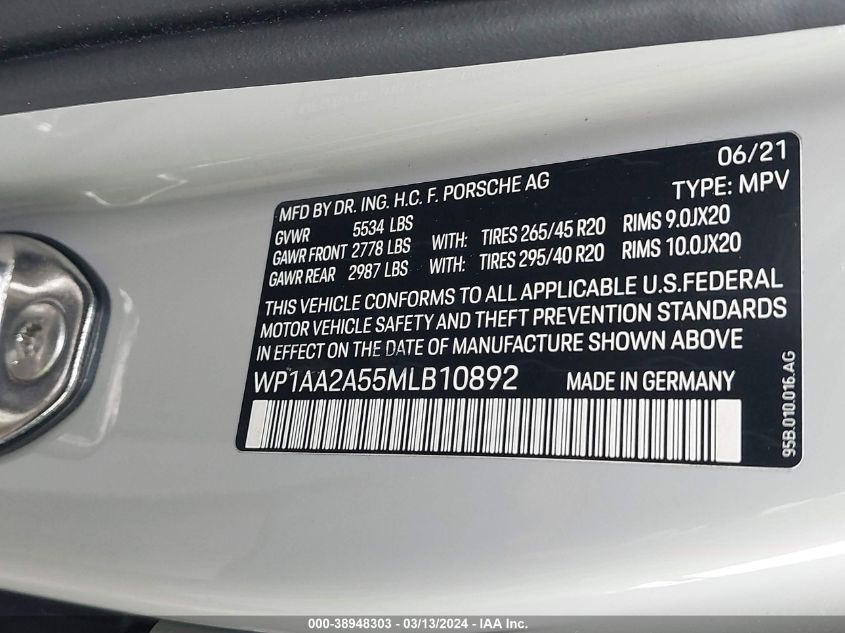 06/21
MFD BY DR. ING. H.C. F. PORSCHE AG TYPE: MPV
GVWR 5534 LBS
GAWR FRONT 2778 LBS WITH: TIRES 265/45 R20 RIMS 9.0JX20
GAWR REAR 2987 LBS WITH: TIRES 295/40 R20 RIMS 10.0JX20
THIS VEHICLE CONFORMS TO ALL APPLICABLE U.S.FEDERAL
MOTOR VEHICLE SAFETY AND THEFT PREVENTION STANDARDS
IN EFFECT ON THE DATE OF MANUFACTURE SHOWN ABOVE
WP1AA2A55MLB10892 MADE IN GERMANY
95B.010.016.AG
000-38948303 - 03/13/2024 - IAA Inc.